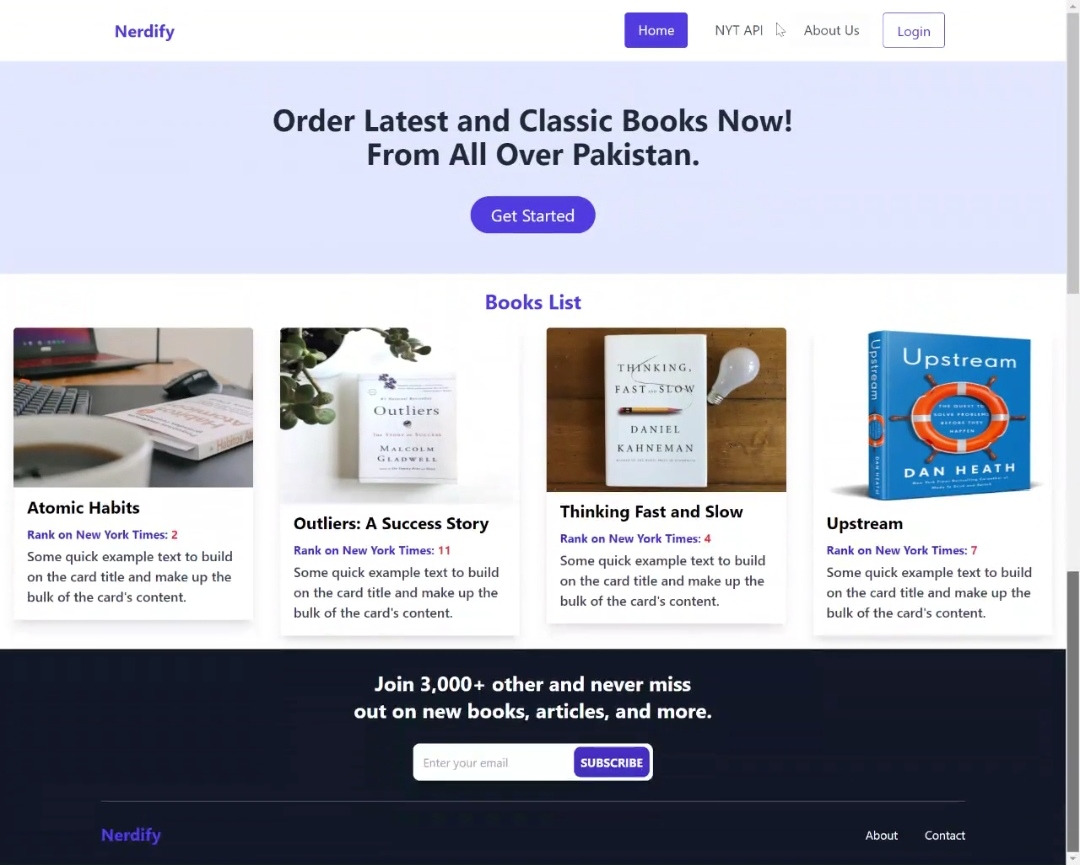 Nerdify
Home
NYT API
About Us
Login
Order Latest and Classic Books Now!
From All Over Pakistan.
Get Started
Books List
Atomic Habits
Rank on New York Times: 2
Some quick example text to build
on the card title and make up the
bulk of the card's content.
Outliers
MALCOLM
GLADWELL
Outliers: A Success Story
Rank on New York Times: 11
Some quick example text to build
on the card title and make up the
bulk of the card's content.
THINKING,
FAST AND SLOW
DANIEL
KAHNEMAN
Thinking Fast and Slow
Rank on New York Times: 4
Some quick example text to build
on the card title and make up the
bulk of the card's content.
Upstream
Upstream
THE QUEST TO
SOLVE PROBLEMS
BEFORE THEY
HAPPEN
DAN HEATH
Upstream
Rank on New York Times: 7
Some quick example text to build
on the card title and make up the
bulk of the card's content.
Join 3,000+ other and never miss
out on new books, articles, and more.
Enter your email
SUBSCRIBE
Nerdify
About
Contact